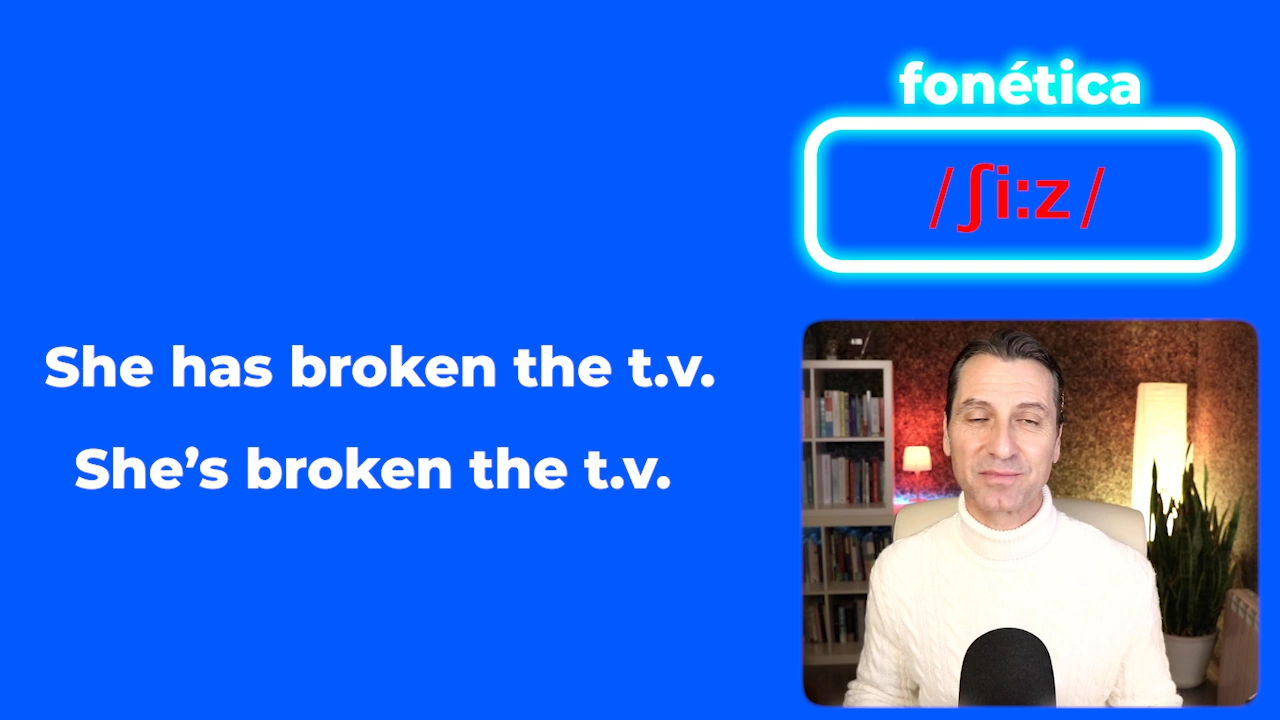 fonética
/ʃi:z/
She has broken the t.v.
She’s broken the t.v.